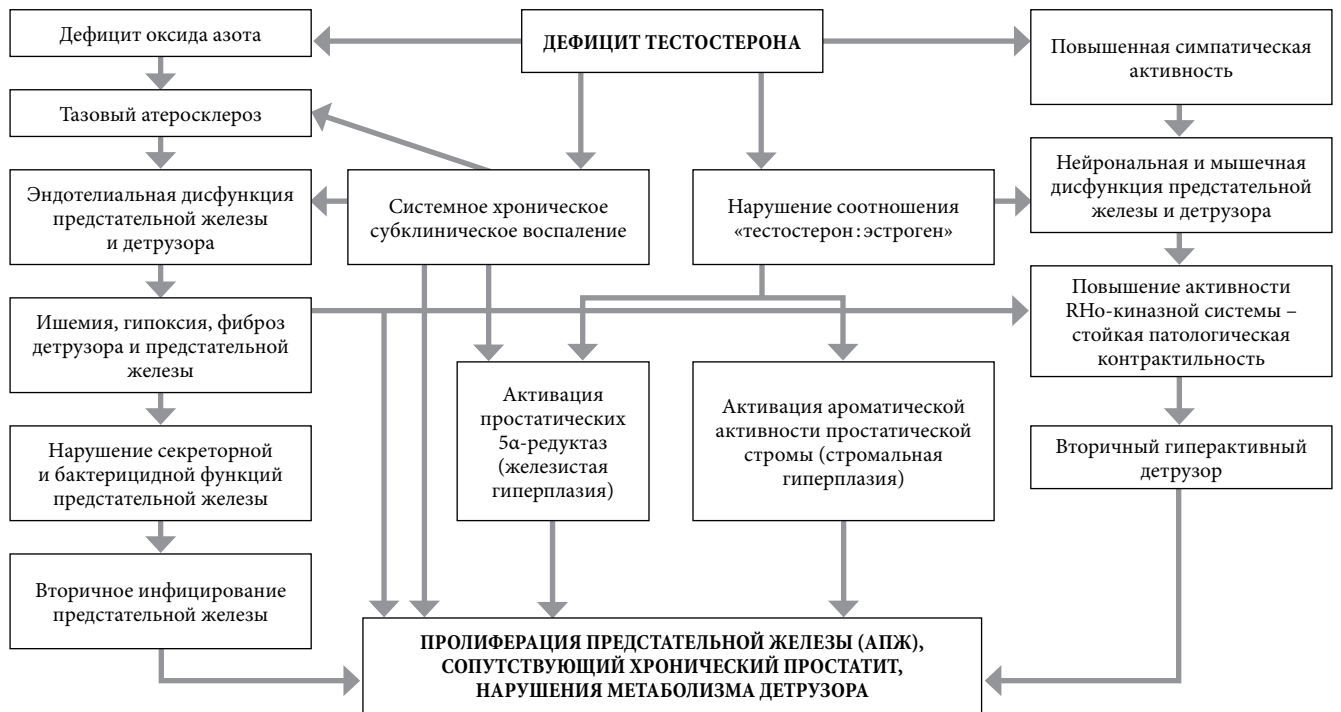 Дефицит оксида азота
ДЕФИЦИТ ТЕСТОСТЕРОНА
Повышенная симпатическая
активность
Тазовый атеросклероз
Эндотелиальная дисфункция
предстательной железы
и детрузора
Системное хроническое
субклиническое воспаление
Нарушение соотношения
«тестостерон : эстроген»
Нейрональная и мышечная
дисфункция предстательной
железы и детрузора
Ишемия, гипоксия, фиброз
детрузора и предстательной
железы
Повышение активности
RHo-киназной системы –
стойкая патологическая
контрактильность
Активация
простатических
5α-редуктаз
(железистая
гиперплазия)
Активация ароматической
активности простатической
стромы (стромальная
гиперплазия)
Нарушение секреторной
и бактерицидной функций
предстательной железы
Вторичный гиперактивный
детрузор
Вторичное инфицирование
предстательной железы
ПРОЛИФЕРАЦИЯ ПРЕДСТАТЕЛЬНОЙ ЖЕЛЕЗЫ (АПЖ),
СОПУТСТВУЮЩИЙ ХРОНИЧЕСКИЙ ПРОСТАТИТ,
НАРУШЕНИЯ МЕТАБОЛИЗМА ДЕТРУЗОРА